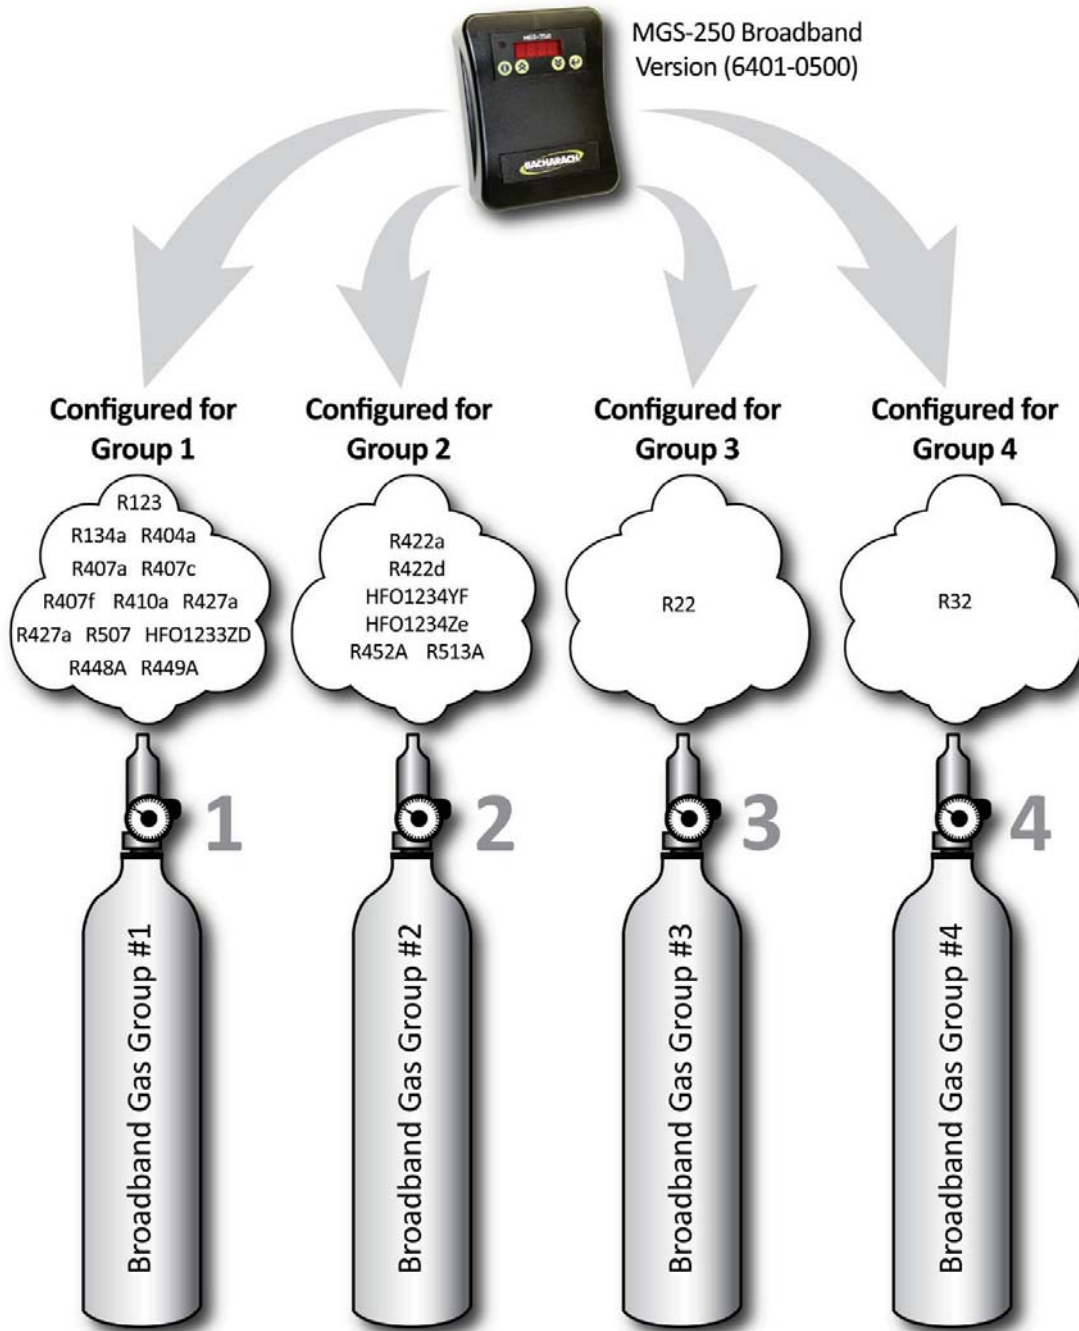 MGS-250 Broadband
Version (6401-0500)
MGS-250
BACHARACH
Configured for
Group 1
Configured for
Group 2
Configured for
Group 3
Configured for
Group 4
R123
R134a R404a
R407a R407c
R407f R410a R427a
R427a R507 HFO1233ZD
R448A R449A
R422a
R422d
HFO1234YF
HFO1234Ze
R452A R513A
R22
R32
1
2
3
4
Broadband Gas Group #1
Broadband Gas Group #2
Broadband Gas Group #3
Broadband Gas Group #4